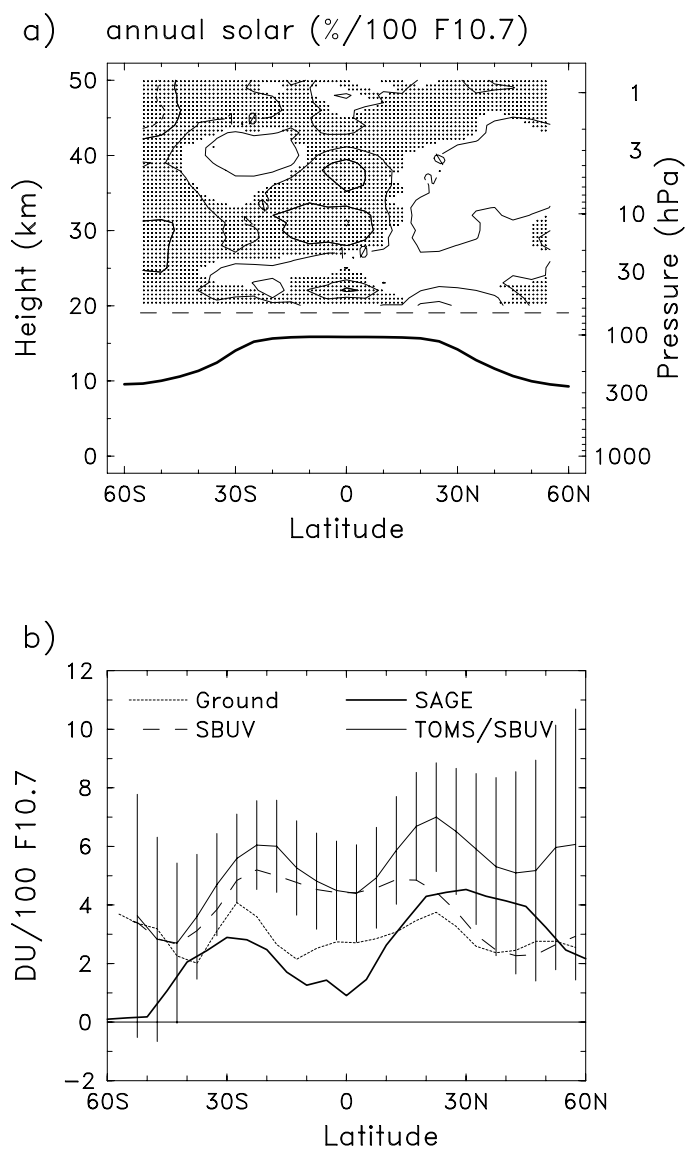 a) annual solar (%/100 F10.7)
50
40
30
20
10
0
Height (km)
1
3
10
30
100
300
1000
Pressure (hPa)
1.0
2.0
1.0
60S 30S 0 30N 60N
Latitude
b)
12
10
8
6
4
2
0
−2
DU/100 F10.7
Ground SAGE
SBUV TOMS/SBUV
60S 30S 0 30N 60N
Latitude